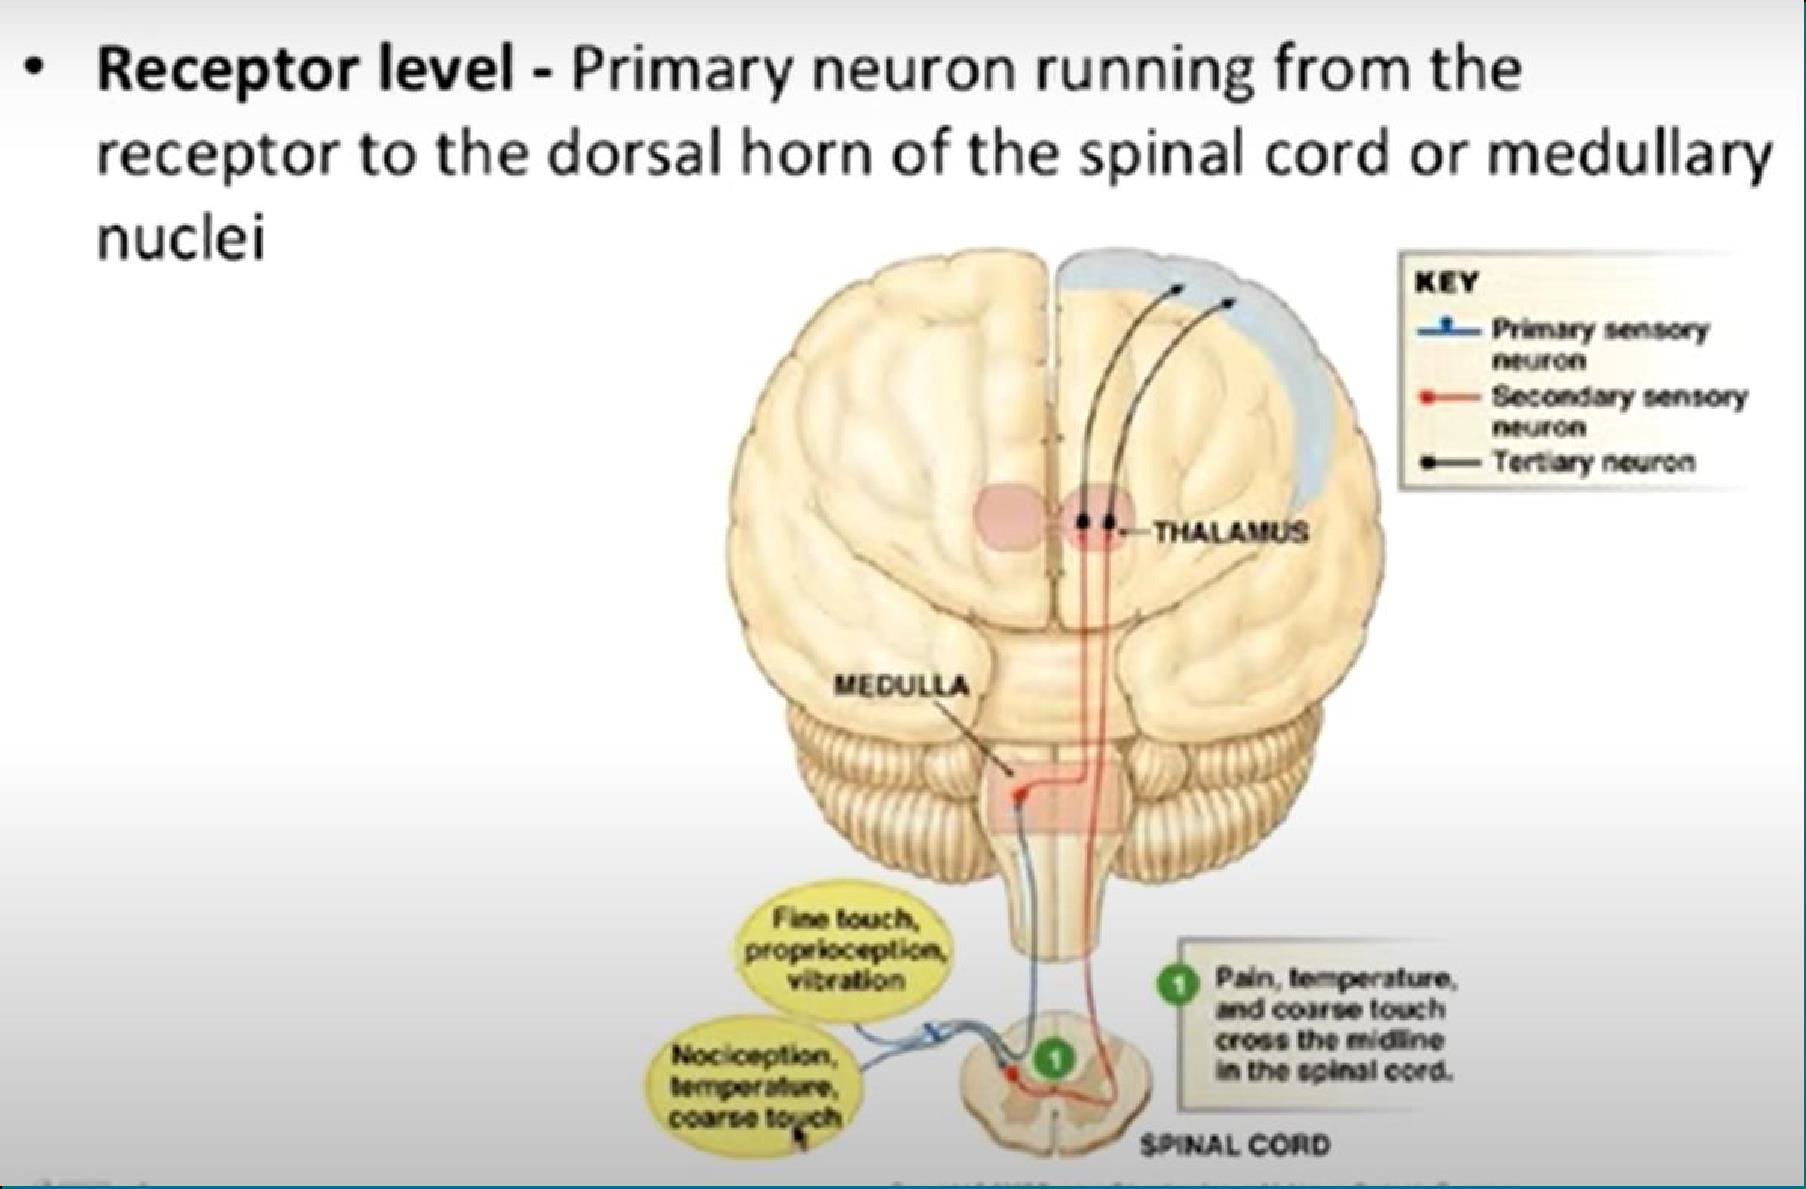 • Receptor level - Primary neuron running from the
receptor to the dorsal horn of the spinal cord or medullary
nuclei
KEY
Primary sensory
neuron
Secondary sensory
neuron
Tertiary neuron
THALAMUS
MEDULLA
Fine touch,
proprioception,
vibration
Nociception,
temperature,
coarse touch
1
1 Pain, temperature,
and coarse touch
cross the midline
in the spinal cord.
SPINAL CORD